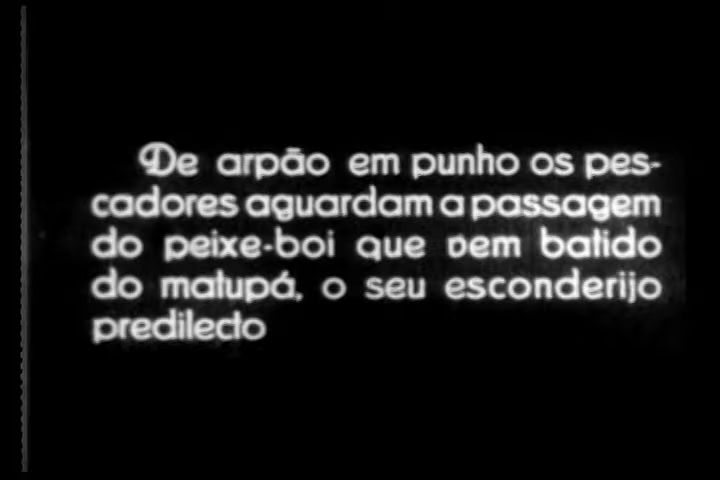 De arpão em punho os pes-
cadores aguardam a passagem
do peixe-boi que vem batido
do matupá, o seu esconderijo
predilecto